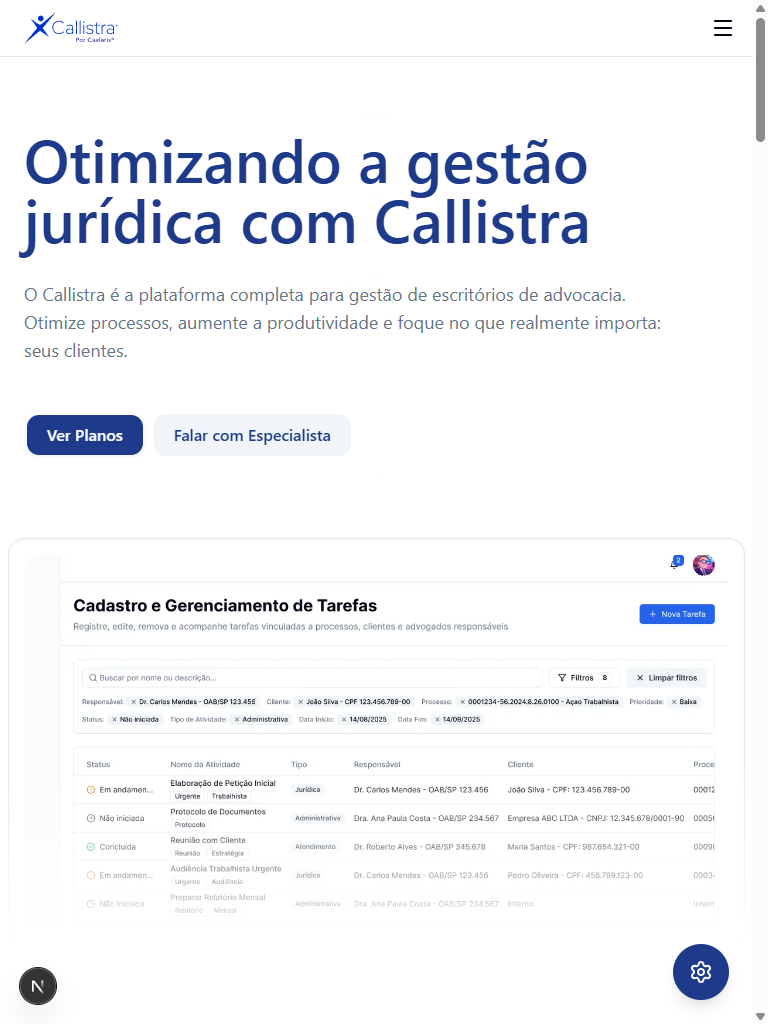 Callistra
Por Caelaris®
Otimizando a gestão
jurídica com Callistra
O Callistra é a plataforma completa para gestão de escritórios de advocacia.
Otimize processos, aumente a produtividade e foque no que realmente importa:
seus clientes.
Ver Planos
Falar com Especialista
2
Cadastro e Gerenciamento de Tarefas
Registre, edite, remova e acompanhe tarefas vinculadas a processos, clientes e advogados responsáveis
+ Nova Tarefa
Buscar por nome ou descrição...
Filtros 8
× Limpar filtros
Responsável: × Dr. Carlos Mendes - OAB/SP 123.456 Cliente: × João Silva - CPF 123.456.789-00 Processo: × 0001234-56.2024.8.26.0100 - Açao Trabalhista Prioridade: × Baixa
Status: × Não iniciada Tipo de Atividade: × Administrativa Data Início: × 14/08/2025 Data Fim: × 14/09/2025
Status Nome da Atividade Tipo Responsável Cliente Proce
Em andamen... Elaboração de Petição Inicial Jurídica Dr. Carlos Mendes - OAB/SP 123.456 João Silva - CPF: 123.456.789-00 00012
Urgente Trabalhista
Não iniciada Protocolo de Documentos Administrativa Dra. Ana Paula Costa - OAB/SP 234.567 Empresa ABC LTDA - CNPJ: 12.345.678/0001-90 00056
Protocolo
Concluída Reunião com Cliente Atendimento Dr. Roberto Alves - OAB/SP 345.678 Maria Santos - CPF: 987.654.321-00 00090
Reunião Estratégia
Em andamen... Audiência Trabalhista Urgente Jurídica Dr. Carlos Mendes - OAB/SP 123.456 Pedro Oliveira - CPF: 456.789.123-00 00034
Urgente Audiência
Não iniciada Preparar Relatório Mensal Administrativa Dra. Ana Paula Costa - OAB/SP 234.567 Interno Intern
Relatório Mensal
N